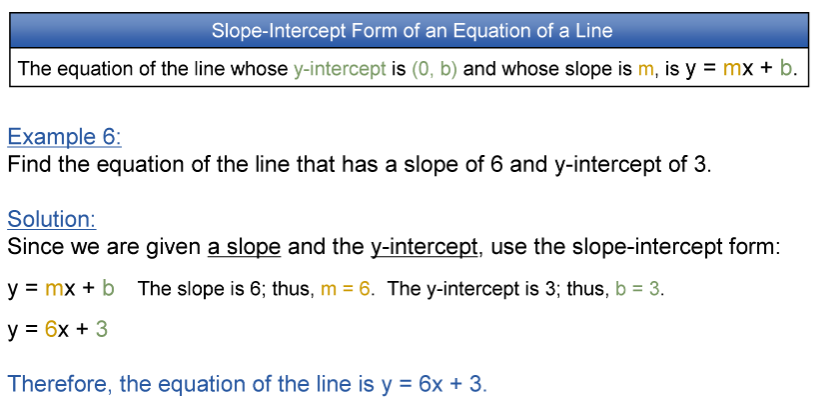 Slope-Intercept Form of an Equation of a Line
The equation of the line whose y-intercept is (0, b) and whose slope is m, is y = mx + b.
Example 6:
Find the equation of the line that has a slope of 6 and y-intercept of 3.
Solution:
Since we are given a slope and the y-intercept, use the slope-intercept form:
y = mx + b The slope is 6; thus, m = 6. The y-intercept is 3; thus, b = 3.
y = 6x + 3
Therefore, the equation of the line is y = 6x + 3.